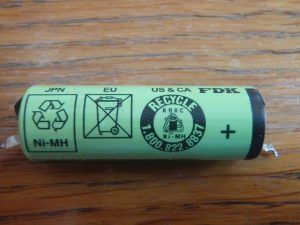 JPN EU US & CA FDK
RECYCLE
RBRC
Ni-MH
1.800.822.8837
Ni-MH
+